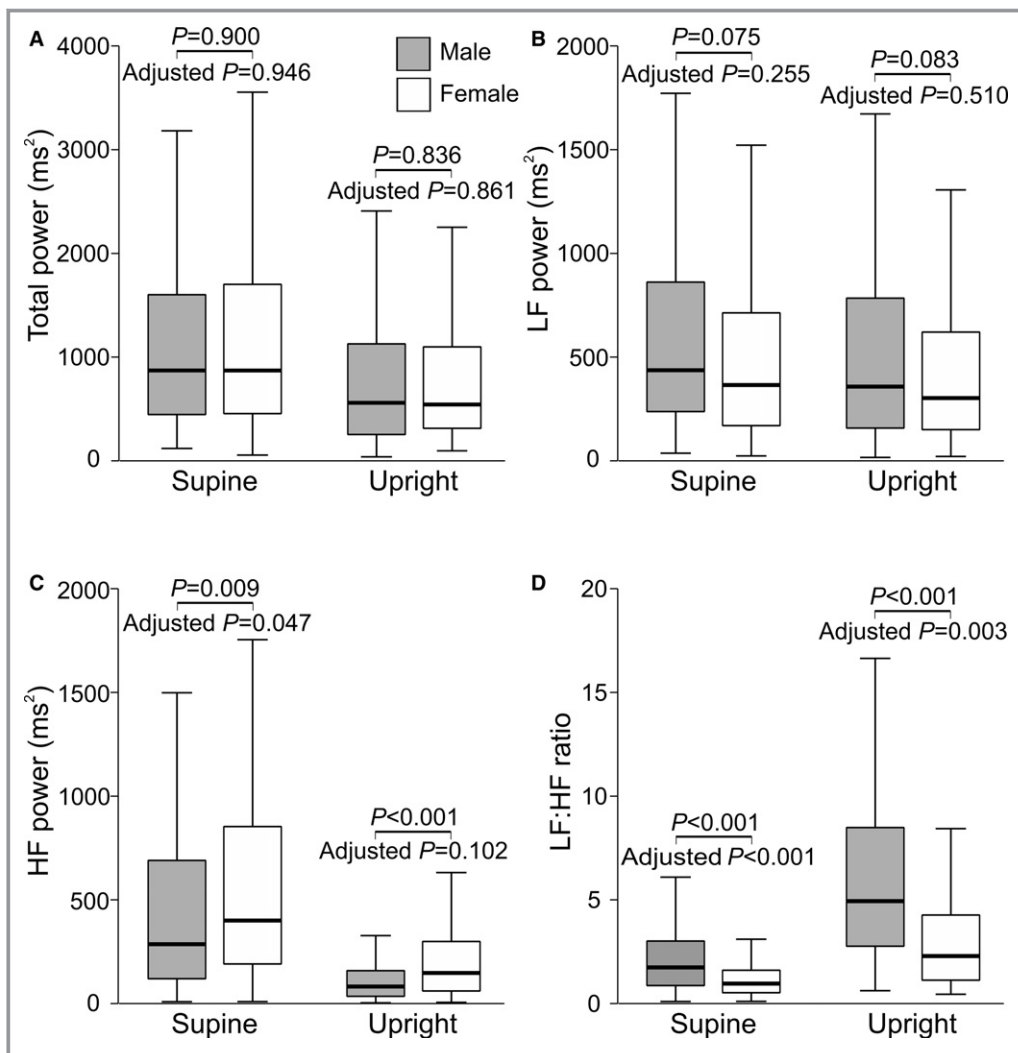 A
P=0.900
Adjusted P=0.946
Male
Female
P=0.836
Adjusted P=0.861
Total power (ms²)
4000
3000
2000
1000
0
Supine
Upright
B
P=0.075
Adjusted P=0.255
P=0.083
Adjusted P=0.510
LF power (ms²)
2000
1500
1000
500
0
Supine
Upright
C
P=0.009
Adjusted P=0.047
P<0.001
Adjusted P=0.102
HF power (ms²)
2000
1500
1000
500
0
Supine
Upright
D
P<0.001
Adjusted P<0.001
P<0.001
Adjusted P=0.003
LF:HF ratio
20
15
10
5
0
Supine
Upright